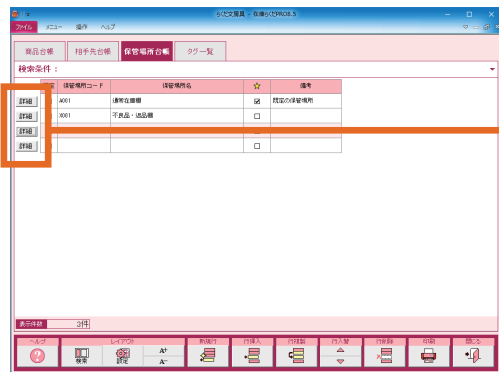 らくだ文房具 - 在庫らくだPRO8.5
ファイル メニュー 操作 ヘルプ
商品台帳 相手先台帳 保管場所台帳 タグ一覧
検索条件：
保管場所コード 保管場所名 ☆ 備考
詳細 A001 通常在庫棚 ☑ 既定の保管場所
詳細 X001 不良品・返品棚 □
詳細
詳細 □
表示件数 3件
ヘルプ レイアウト 新規行 行挿入 行複製 行入替 行削除 印刷 閉じる
検索 設定 A+
A-